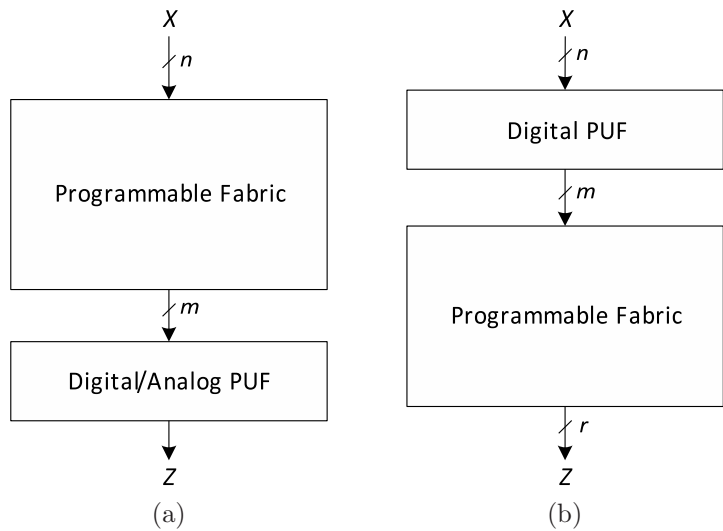 X
n
Programmable Fabric
m
Digital/Analog PUF
Z
(a)
X
n
Digital PUF
m
Programmable Fabric
r
Z
(b)